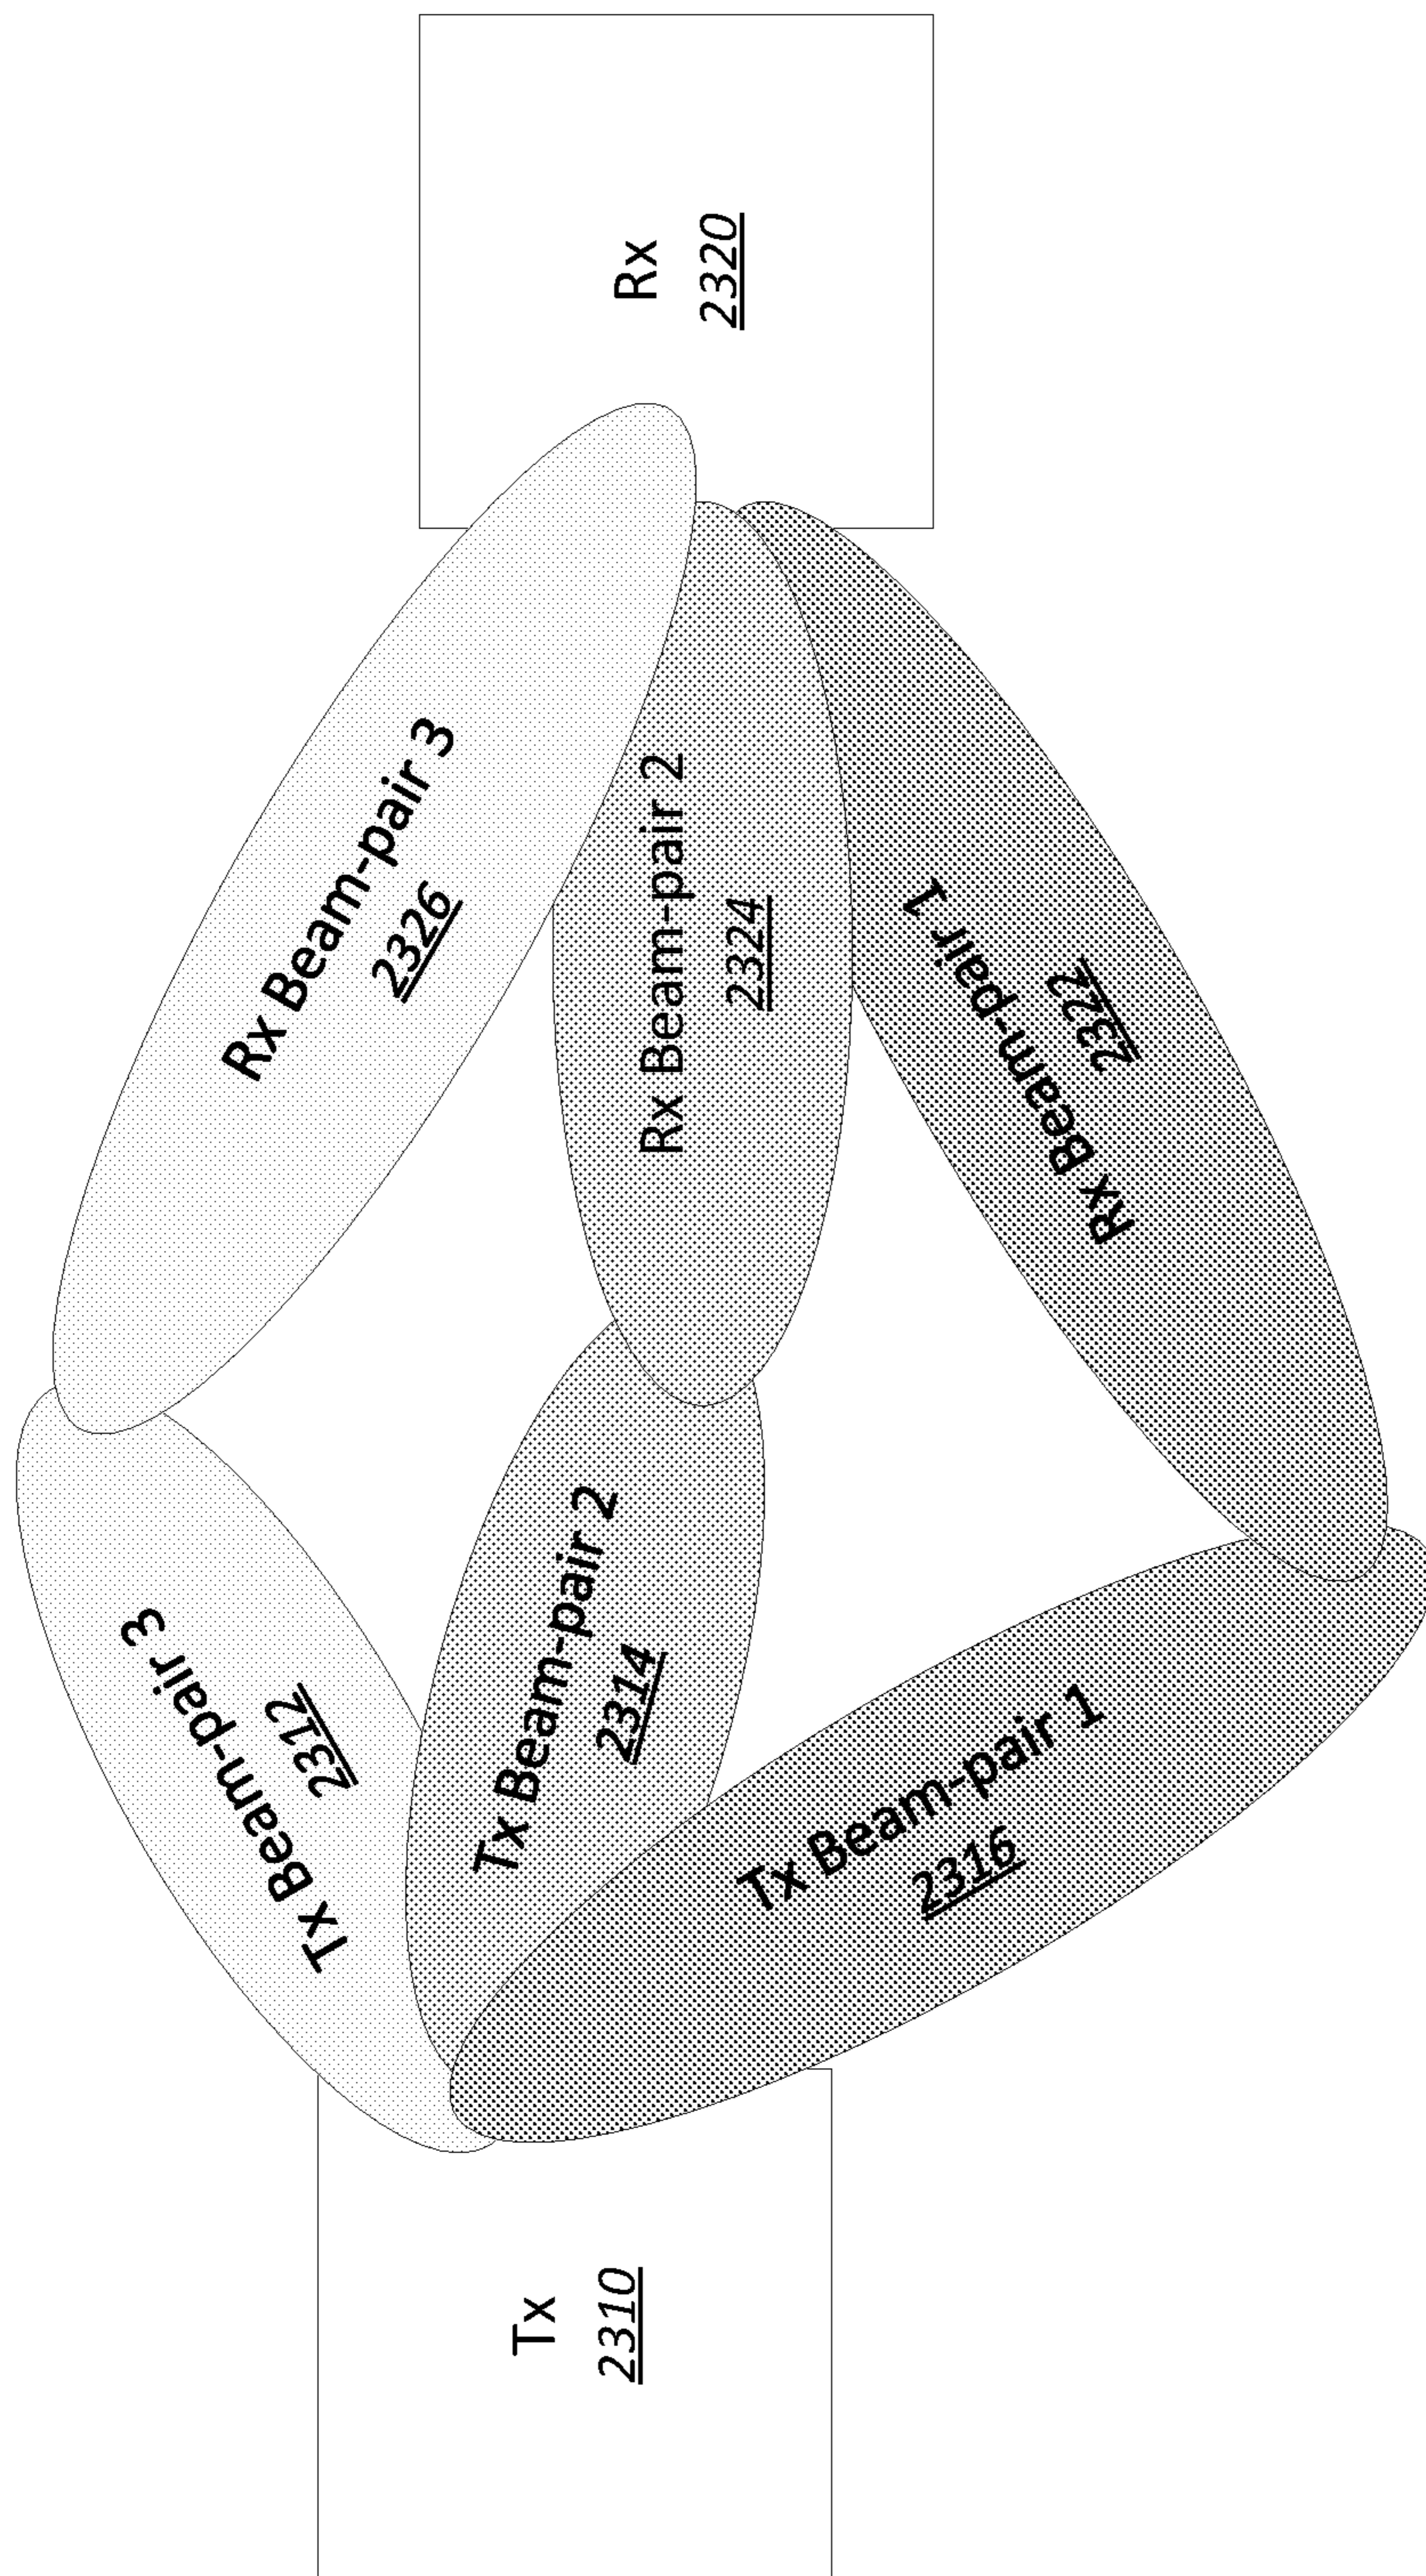 Tx
2310
Tx Beam-pair 3
2312
Tx Beam-pair 2
2314
Tx Beam-pair 1
2316
Rx Beam-pair 3
2326
Rx Beam-pair 2
2324
Rx Beam-pair 1
2322
Rx
2320